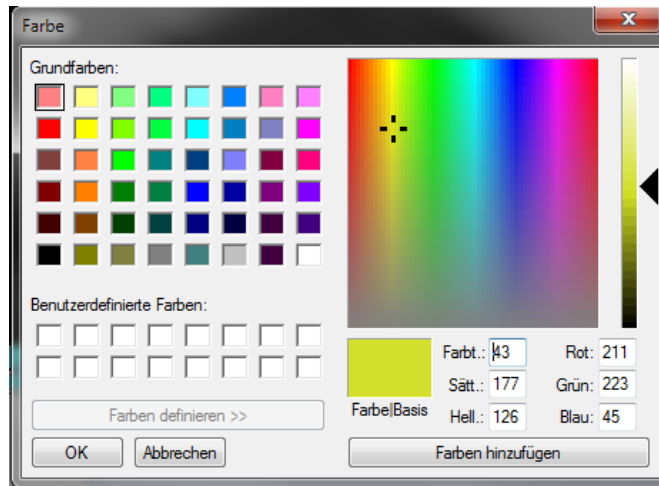 Farbe
x
Grundfarben:
Benutzerdefinierte Farben:
Farben definieren >>
OK
Abbrechen
Farbe|Basis
Farbt.: 43
Sätt.: 177
Hell.: 126
Rot: 211
Grün: 223
Blau: 45
Farben hinzufügen